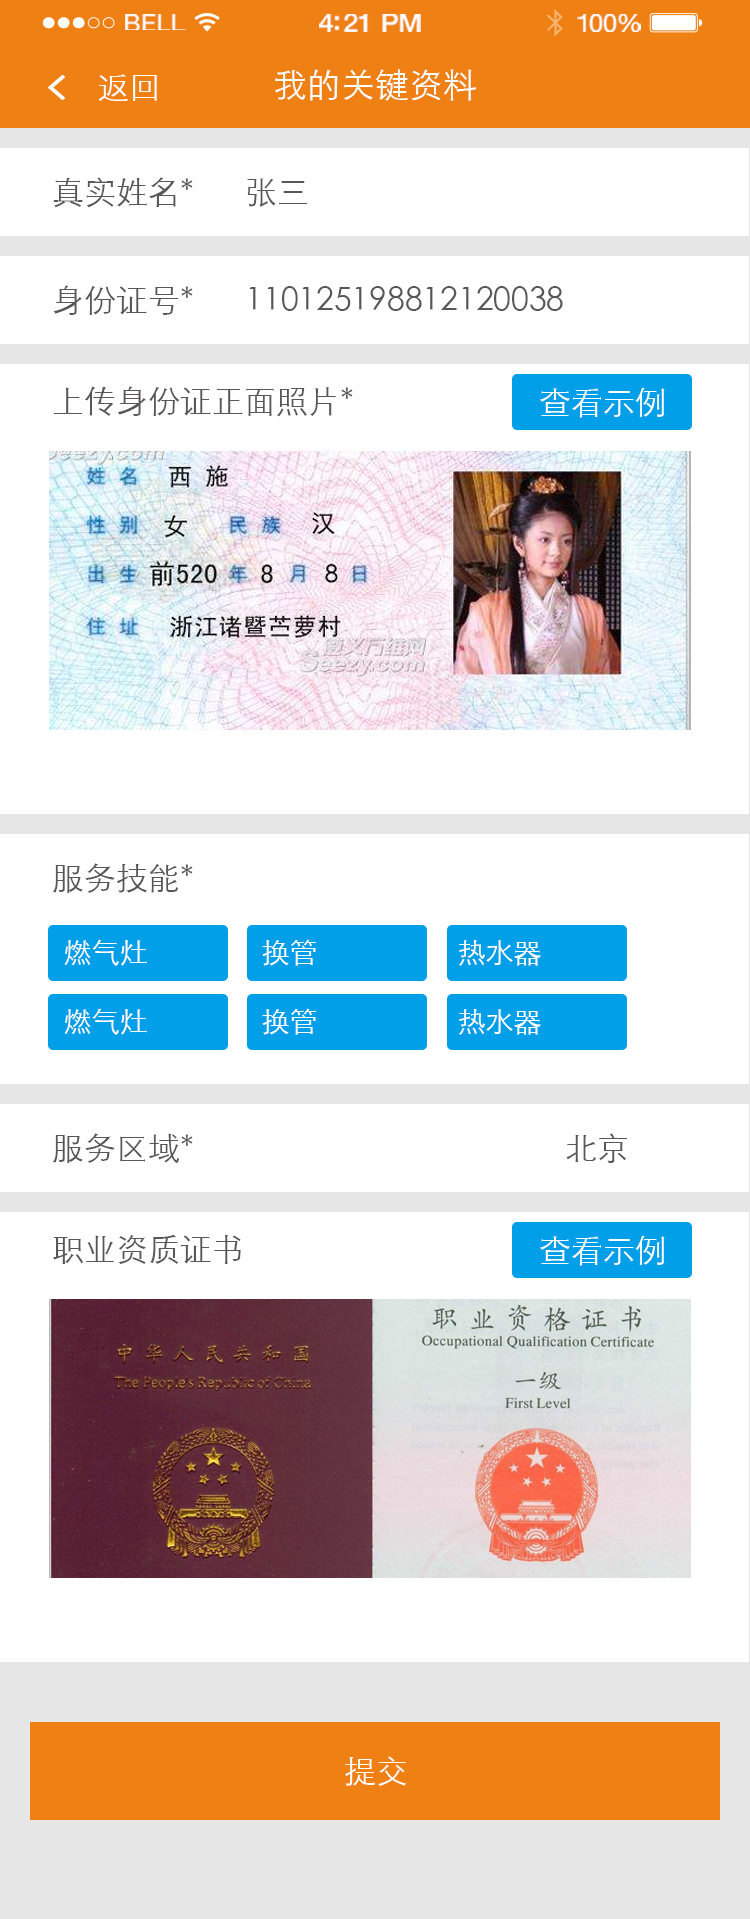 BELL 4:21 PM 100%
返回 我的关键资料
真实姓名* 张三
身份证号* 110125198812120038
上传身份证正面照片* 查看示例
Seezy.com
姓名 西施
性别 女 民族 汉
出生 前520年 8月 8日
住址 浙江诸暨苎萝村
Seezy.com
服务技能*
燃气灶 换管 热水器
燃气灶 换管 热水器
服务区域* 北京
职业资质证书 查看示例
中华人民共和国
The People's Republic of China
职业资格证书
Occupational Qualification Certificate
一级
First Level
提交